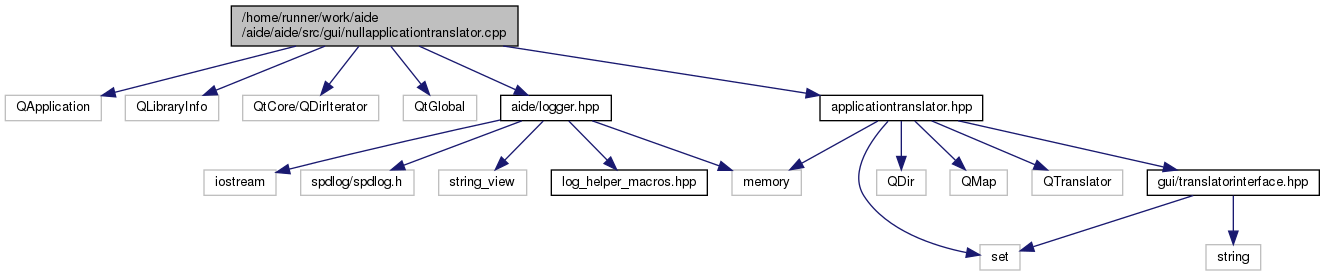 /home/runner/work/aide
/aide/aide/src/gui/nullapplicationtranslator.cpp
QApplication
QLibraryInfo
QtCore/QDirIterator
QtGlobal
aide/logger.hpp
applicationtranslator.hpp
iostream
spdlog/spdlog.h
string_view
log_helper_macros.hpp
memory
QDir
QMap
QTranslator
gui/translatorinterface.hpp
set
string